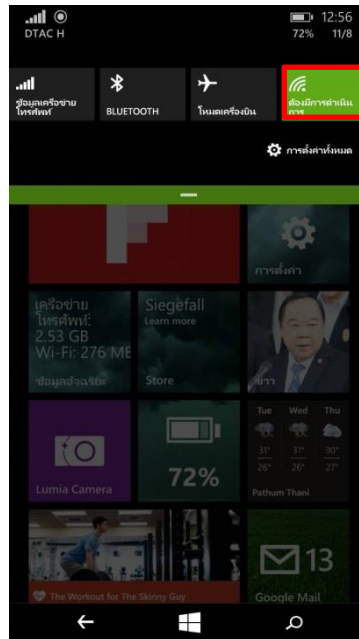 12:56
DTAC H
72%
11/8
ข้อมูลเครือข่าย
โทรศัพท์
BLUETOOTH
โหมดเครื่องบิน
ต้องมีการดำเนิน
การ
การตั้งค่าทั้งหมด
การตั้งค่า
เครือข่าย
โทรศัพท์:
2.53 GB
Wi-Fi: 276 MB
ข้อมูลอัจฉริยะ
Siegefall
Learn more
Store
ข่าว
Lumia Camera
72%
Tue Wed Thu
31° 31° 30°
26° 26° 27°
Pathum Thani
The Workout for The Skinny Guy
13
Google Mail